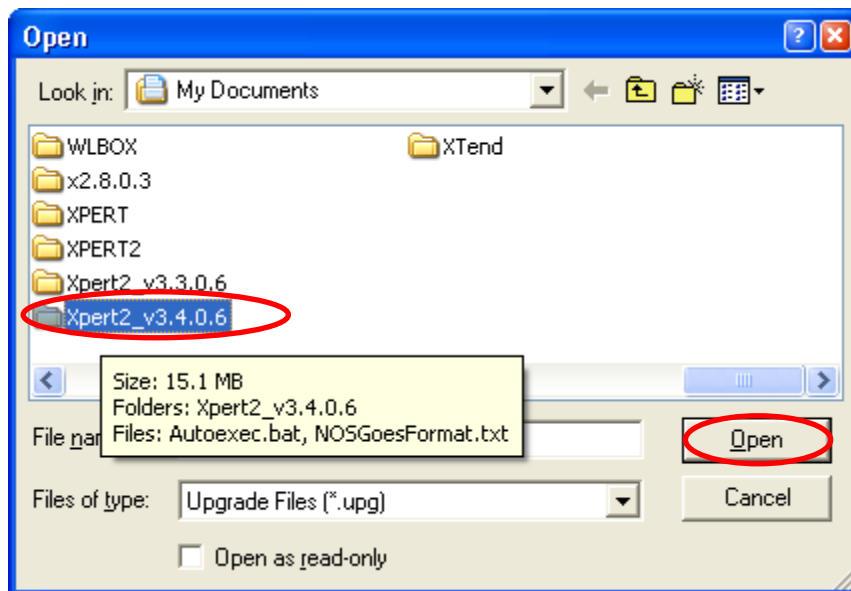 Open
Look in: My Documents
WLBOX
x2.8.0.3
XPERT
XPERT2
Xpert2_v3.3.0.6
Xpert2_v3.4.0.6
XTend
Size: 15.1 MB
Folders: Xpert2_v3.4.0.6
Files: Autoexec.bat, NOSGoesFormat.txt
File nar
Open
Files of type: Upgrade Files (*.upg)
Cancel
Open as read-only